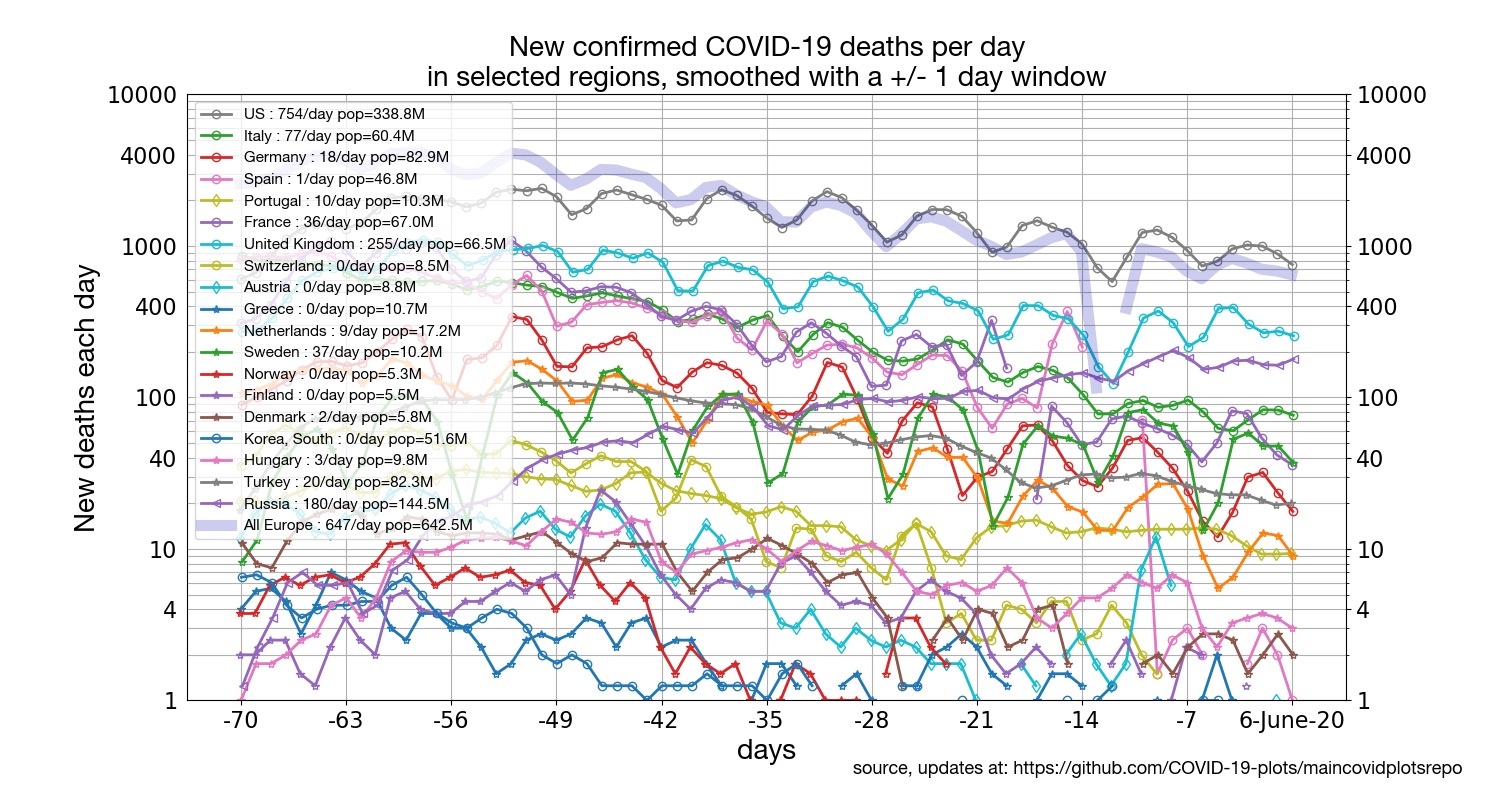 New confirmed COVID-19 deaths per day
in selected regions, smoothed with a +/- 1 day window
New deaths each day
10000
4000
1000
400
100
40
10
4
1
US : 754/day pop=338.8M
Italy : 77/day pop=60.4M
Germany : 18/day pop=82.9M
Spain : 1/day pop=46.8M
Portugal : 10/day pop=10.3M
France : 36/day pop=67.0M
United Kingdom : 255/day pop=66.5M
Switzerland : 0/day pop=8.5M
Austria : 0/day pop=8.8M
Greece : 0/day pop=10.7M
Netherlands : 9/day pop=17.2M
Sweden : 37/day pop=10.2M
Norway : 0/day pop=5.3M
Finland : 0/day pop=5.5M
Denmark : 2/day pop=5.8M
Korea, South : 0/day pop=51.6M
Hungary : 3/day pop=9.8M
Turkey : 20/day pop=82.3M
Russia : 180/day pop=144.5M
All Europe : 647/day pop=642.5M
10000
4000
1000
400
100
40
10
4
1
-70 -63 -56 -49 -42 -35 -28 -21 -14 -7 6-June-20
days
source, updates at: https://github.com/COVID-19-plots/maincovidplotsrepo